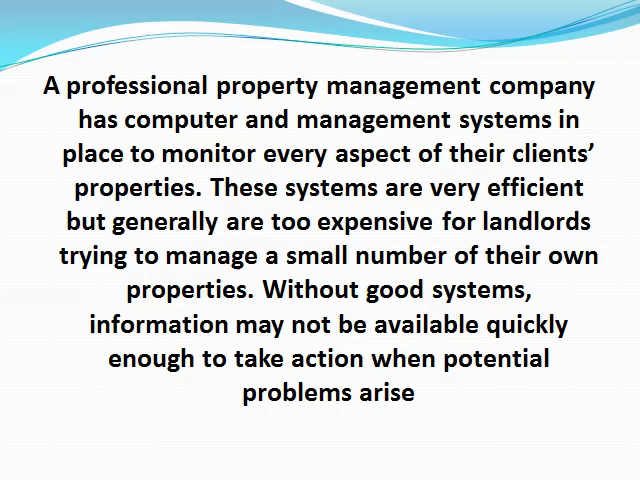 A professional property management company
has computer and management systems in
place to monitor every aspect of their clients’
properties. These systems are very efficient
but generally are too expensive for landlords
trying to manage a small number of their own
properties. Without good systems,
information may not be available quickly
enough to take action when potential
problems arise